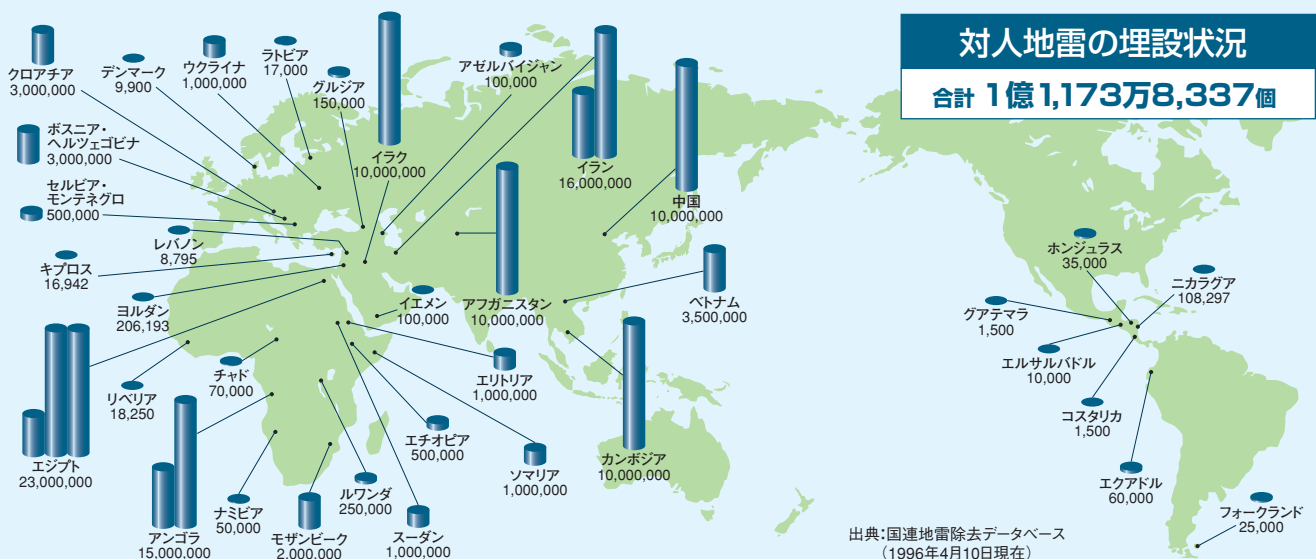 対人地雷の埋設状況
合計 1億1,173万8,337個
クロアチア
3,000,000
デンマーク
9,900
ウクライナ
1,000,000
ラトビア
17,000
グルジア
150,000
イラク
10,000,000
アゼルバイジャン
100,000
イラン
16,000,000
中国
10,000,000
ボスニア・
ヘルツェゴビナ
3,000,000
セルビア・
モンテネグロ
500,000
レバノン
8,795
キプロス
16,942
ヨルダン
206,193
イエメン
100,000
アフガニスタン
10,000,000
ベトナム
3,500,000
ホンジュラス
35,000
ニカラグア
108,297
グアテマラ
1,500
エルサルバドル
10,000
コスタリカ
1,500
エクアドル
60,000
フォークランド
25,000
エジプト
23,000,000
リベリア
18,250
チャド
70,000
エリトリア
1,000,000
エチオピア
500,000
ソマリア
1,000,000
カンボジア
10,000,000
アンゴラ
15,000,000
ナミビア
50,000
モザンビーク
2,000,000
ルワンダ
250,000
スーダン
1,000,000
出典：国連地雷除去データベース
（1996年4月10日現在）